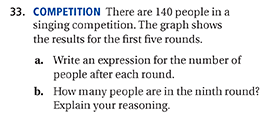 33. COMPETITION There are 140 people in a
singing competition. The graph shows
the results for the first five rounds.
a. Write an expression for the number of
people after each round.
b. How many people are in the ninth round?
Explain your reasoning.